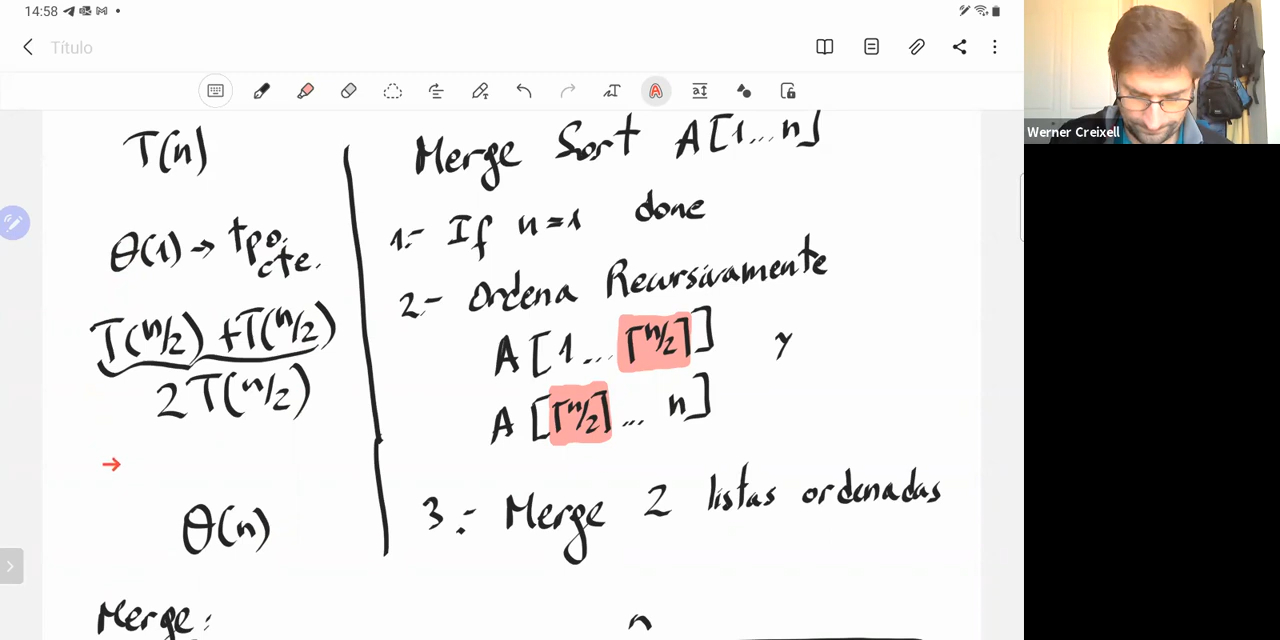 14:58
Título
Werner Creixell
T(n)
Merge Sort A[1...n]
θ(1) → tpo. cte.
1.- If n=1 done
2.- Ordena Recursivamente
T(n/2) + T(n/2)
A[1...⌈n/2⌉] y
2T(n/2)
A[⌈n/2⌉...n]
θ(n)
3.- Merge 2 listas ordenadas
Merge:
n